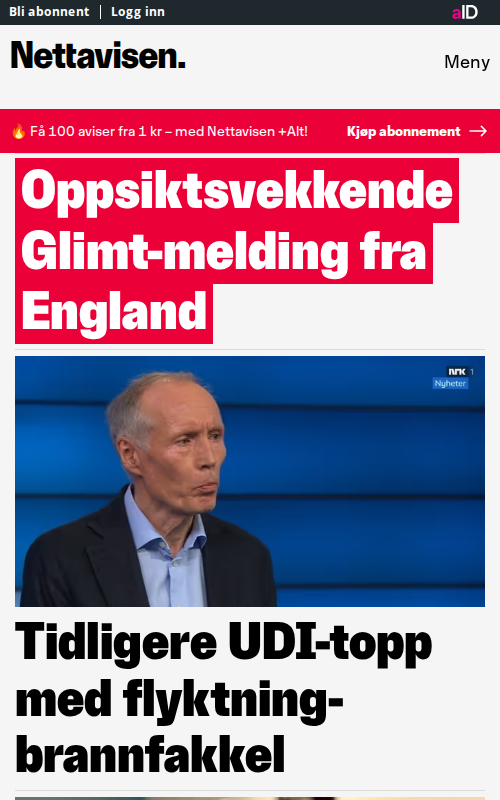 Bli abonnent | Logg inn
aID
Nettavisen.
Meny
🔥 Få 100 aviser fra 1 kr – med Nettavisen +Alt!
Kjøp abonnement →
Oppsiktsvekkende
Glimt-melding fra
England
NRK 1
Nyheter
Tidligere UDI-topp
med flyktning-
brannfakkel